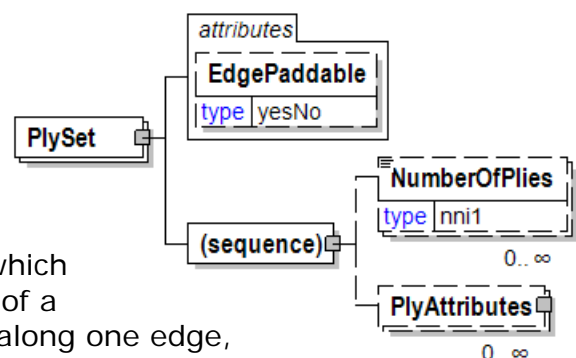 attributes
EdgePaddable
type yesNo
PlySet
NumberOfPlies
type nni1
0.. ∞
(sequence)
PlyAttributes
0.. ∞
which
of a
along one edge,